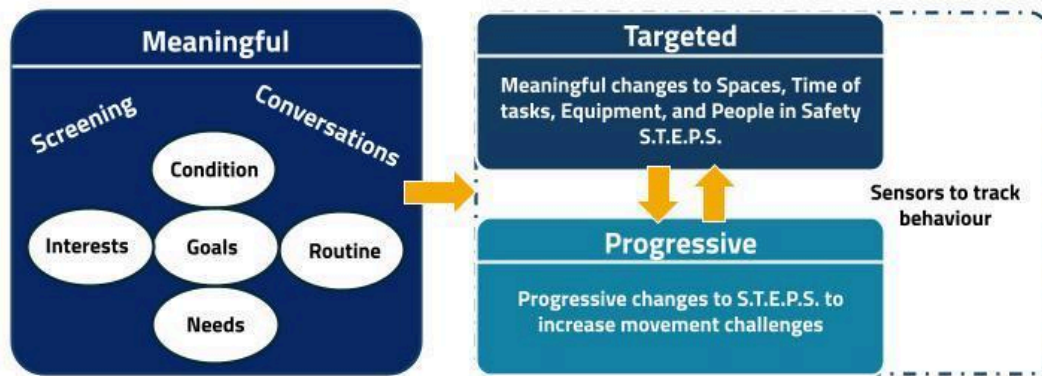 Meaningful
Screening
Conversations
Condition
Interests
Goals
Routine
Needs
Targeted
Meaningful changes to Spaces, Time of
tasks, Equipment, and People in Safety
S.T.E.P.S.
Progressive
Progressive changes to S.T.E.P.S. to
increase movement challenges
Sensors to track
behaviour